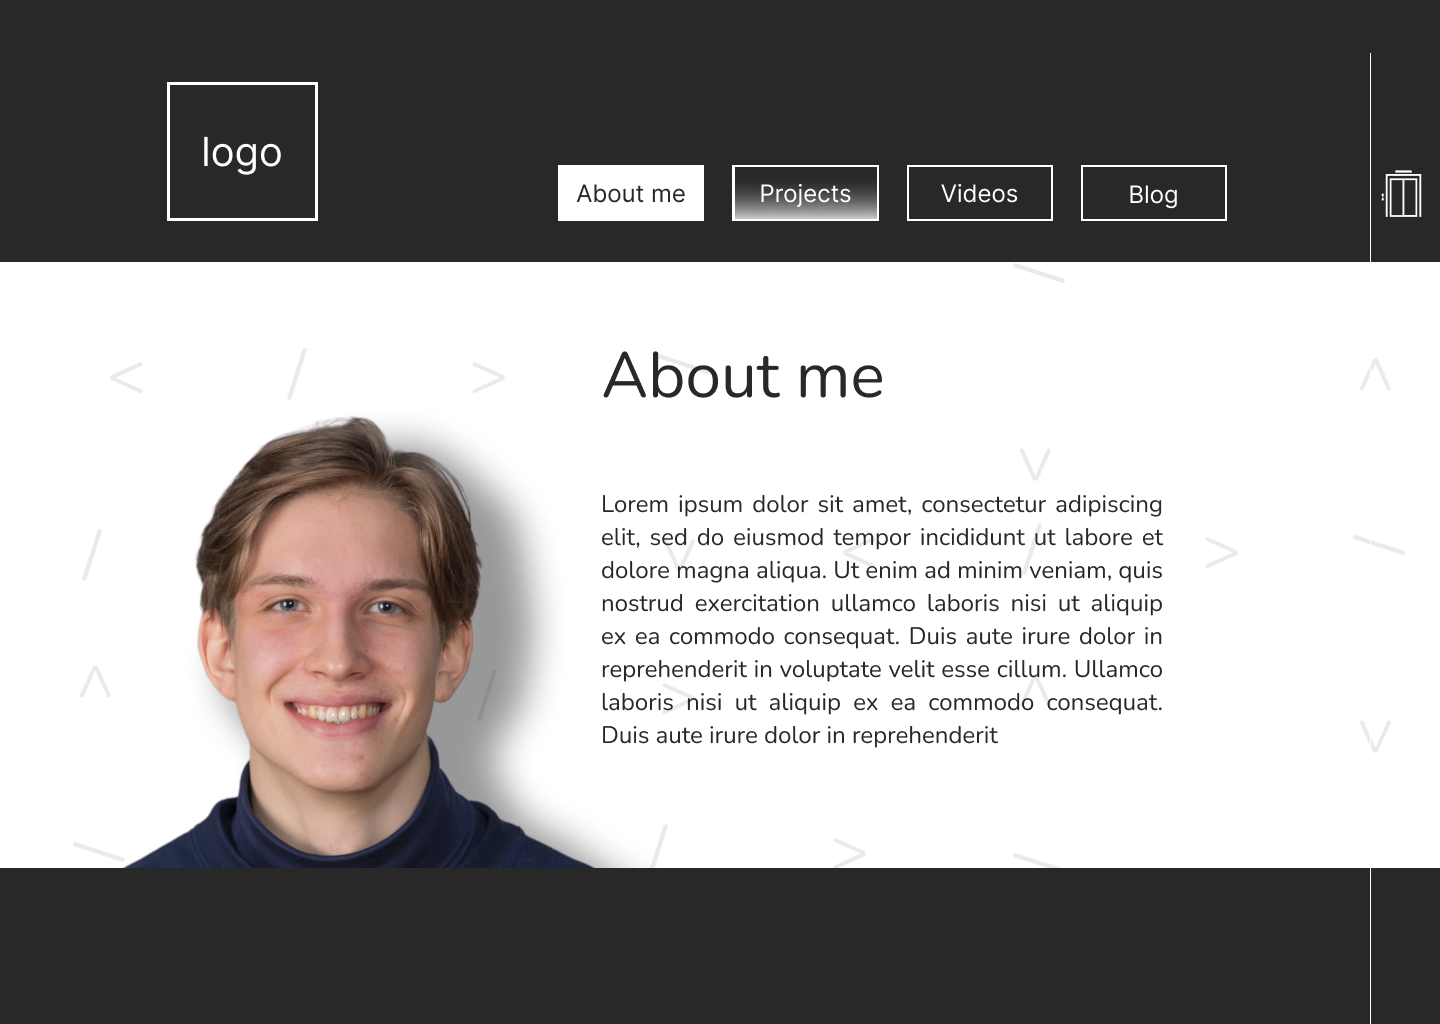 logo
About me
Projects
Videos
Blog
About me
Lorem ipsum dolor sit amet, consectetur adipiscing
elit, sed do eiusmod tempor incididunt ut labore et
dolore magna aliqua. Ut enim ad minim veniam, quis
nostrud exercitation ullamco laboris nisi ut aliquip
ex ea commodo consequat. Duis aute irure dolor in
reprehenderit in voluptate velit esse cillum. Ullamco
laboris nisi ut aliquip ex ea commodo consequat.
Duis aute irure dolor in reprehenderit